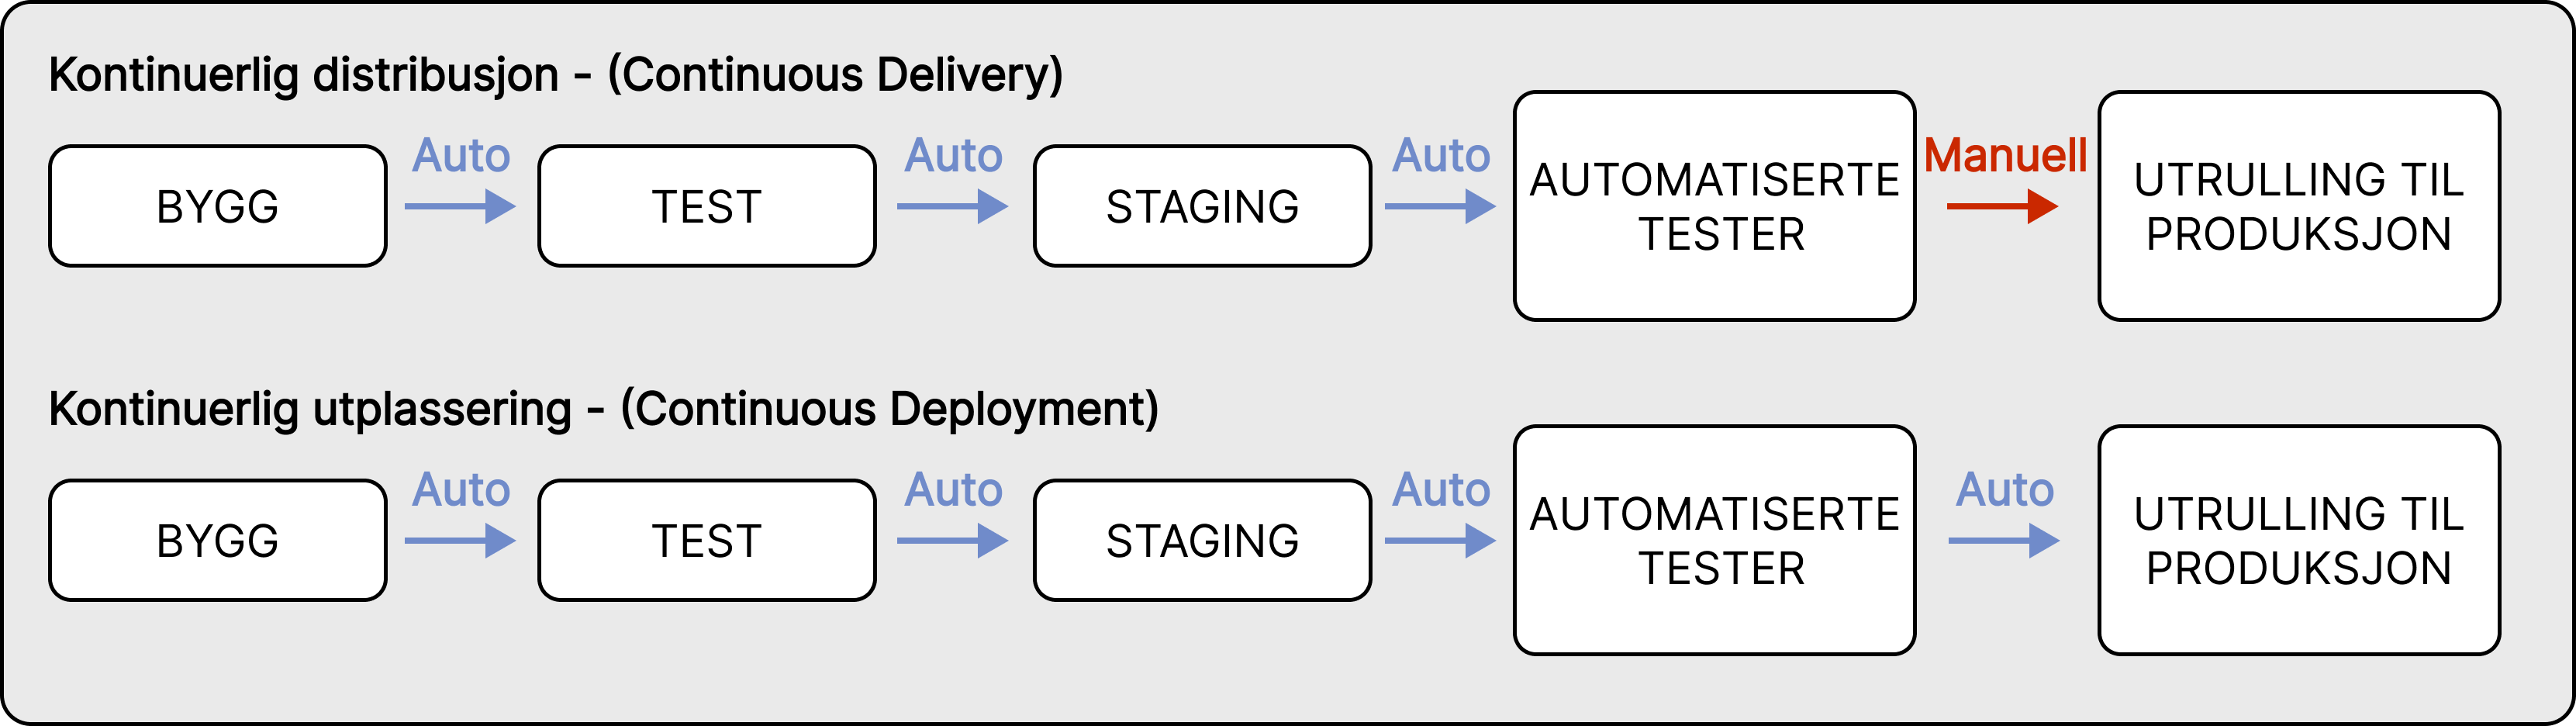 Kontinuerlig distribusjon - (Continuous Delivery)
BYGG
Auto
TEST
Auto
STAGING
Auto
AUTOMATISERTE
TESTER
Manuell
UTRULLING TIL
PRODUKSJON
Kontinuerlig utplassering - (Continuous Deployment)
BYGG
Auto
TEST
Auto
STAGING
Auto
AUTOMATISERTE
TESTER
Auto
UTRULLING TIL
PRODUKSJON